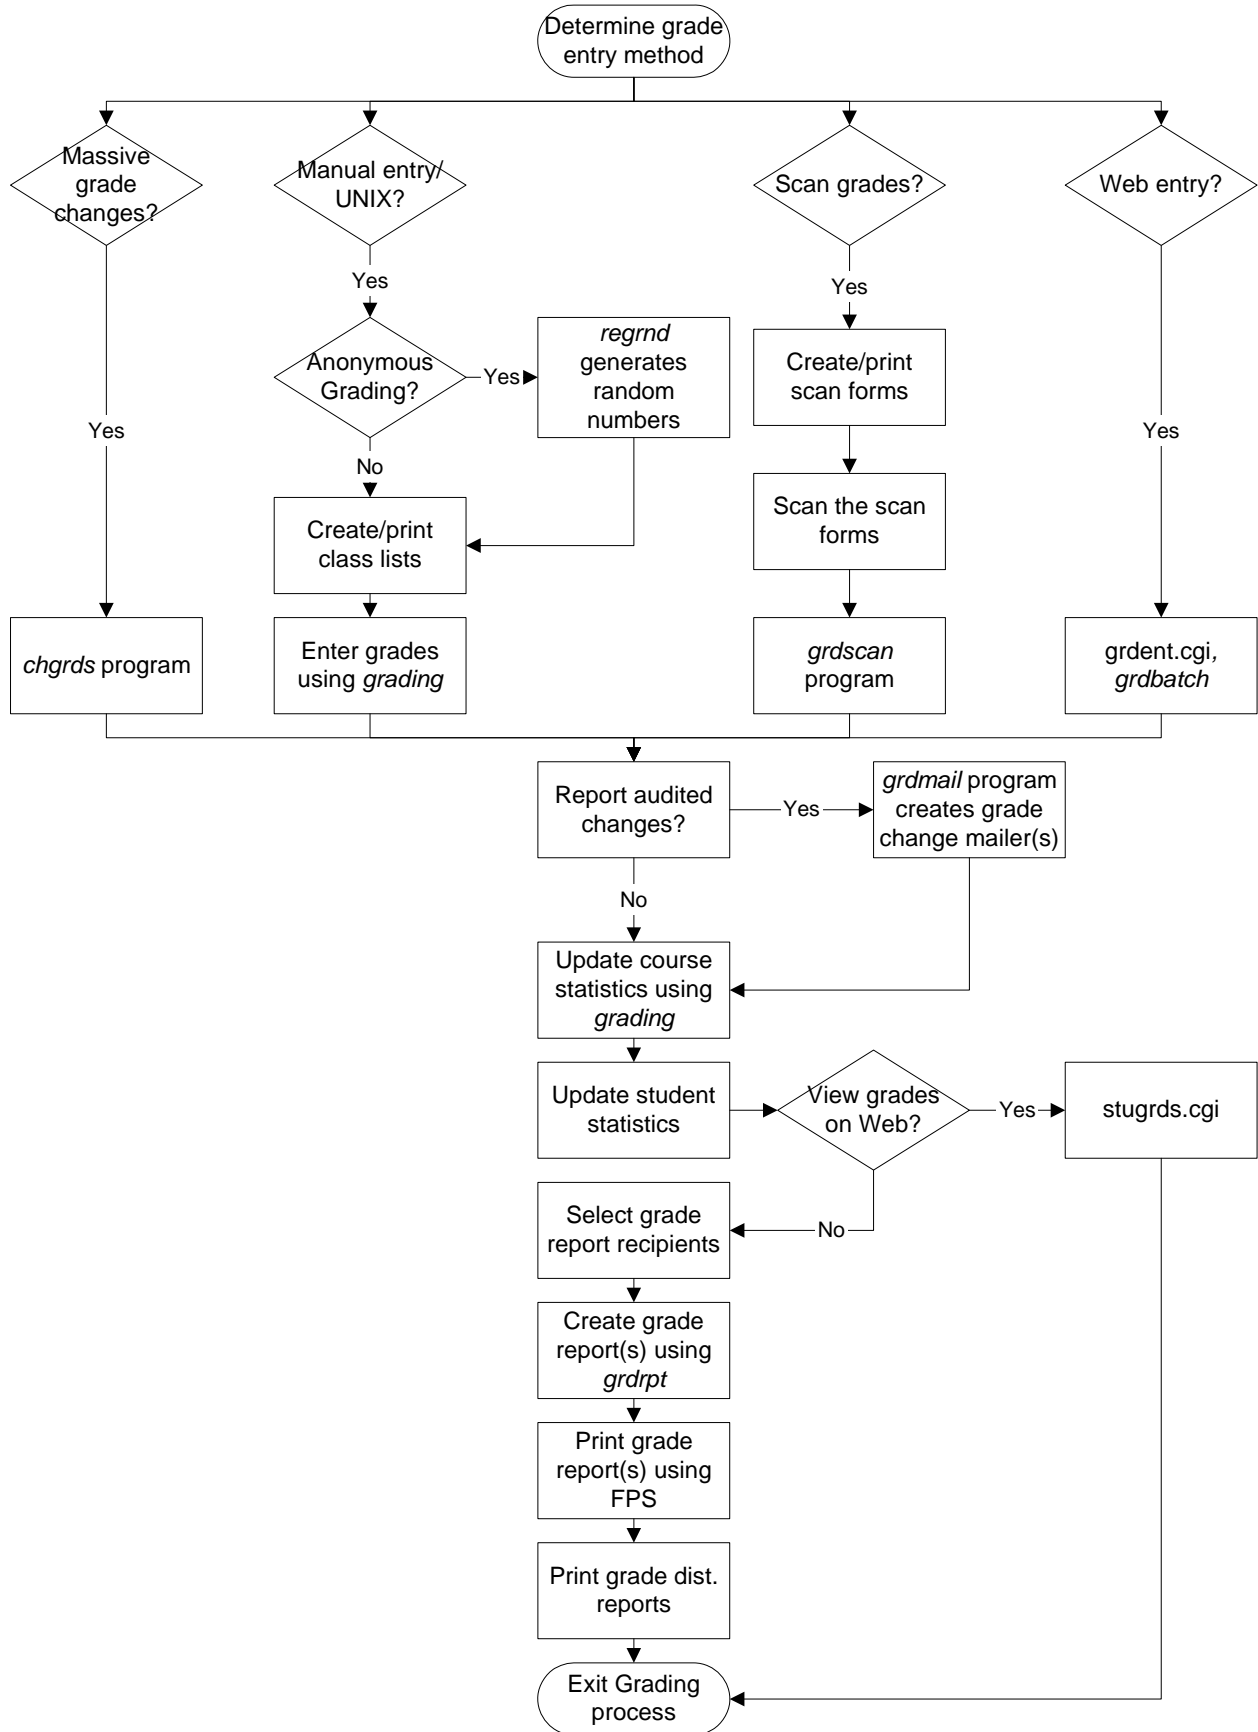 Determine grade
entry method
Massive
grade
changes?
Manual entry/
UNIX?
Scan grades?
Web entry?
Yes
Yes
Anonymous
Grading?
Yes
regrnd
generates
random
numbers
Create/print
scan forms
Yes
Yes
No
Create/print
class lists
Scan the scan
forms
chgrds program
Enter grades
using grading
grdscan
program
grdent.cgi,
grdbatch
Report audited
changes?
Yes
grdmail program
creates grade
change mailer(s)
No
Update course
statistics using
grading
Update student
statistics
View grades
on Web?
Yes
stugrds.cgi
Select grade
report recipients
No
Create grade
report(s) using
grdrpt
Print grade
report(s) using
FPS
Print grade dist.
reports
Exit Grading
process